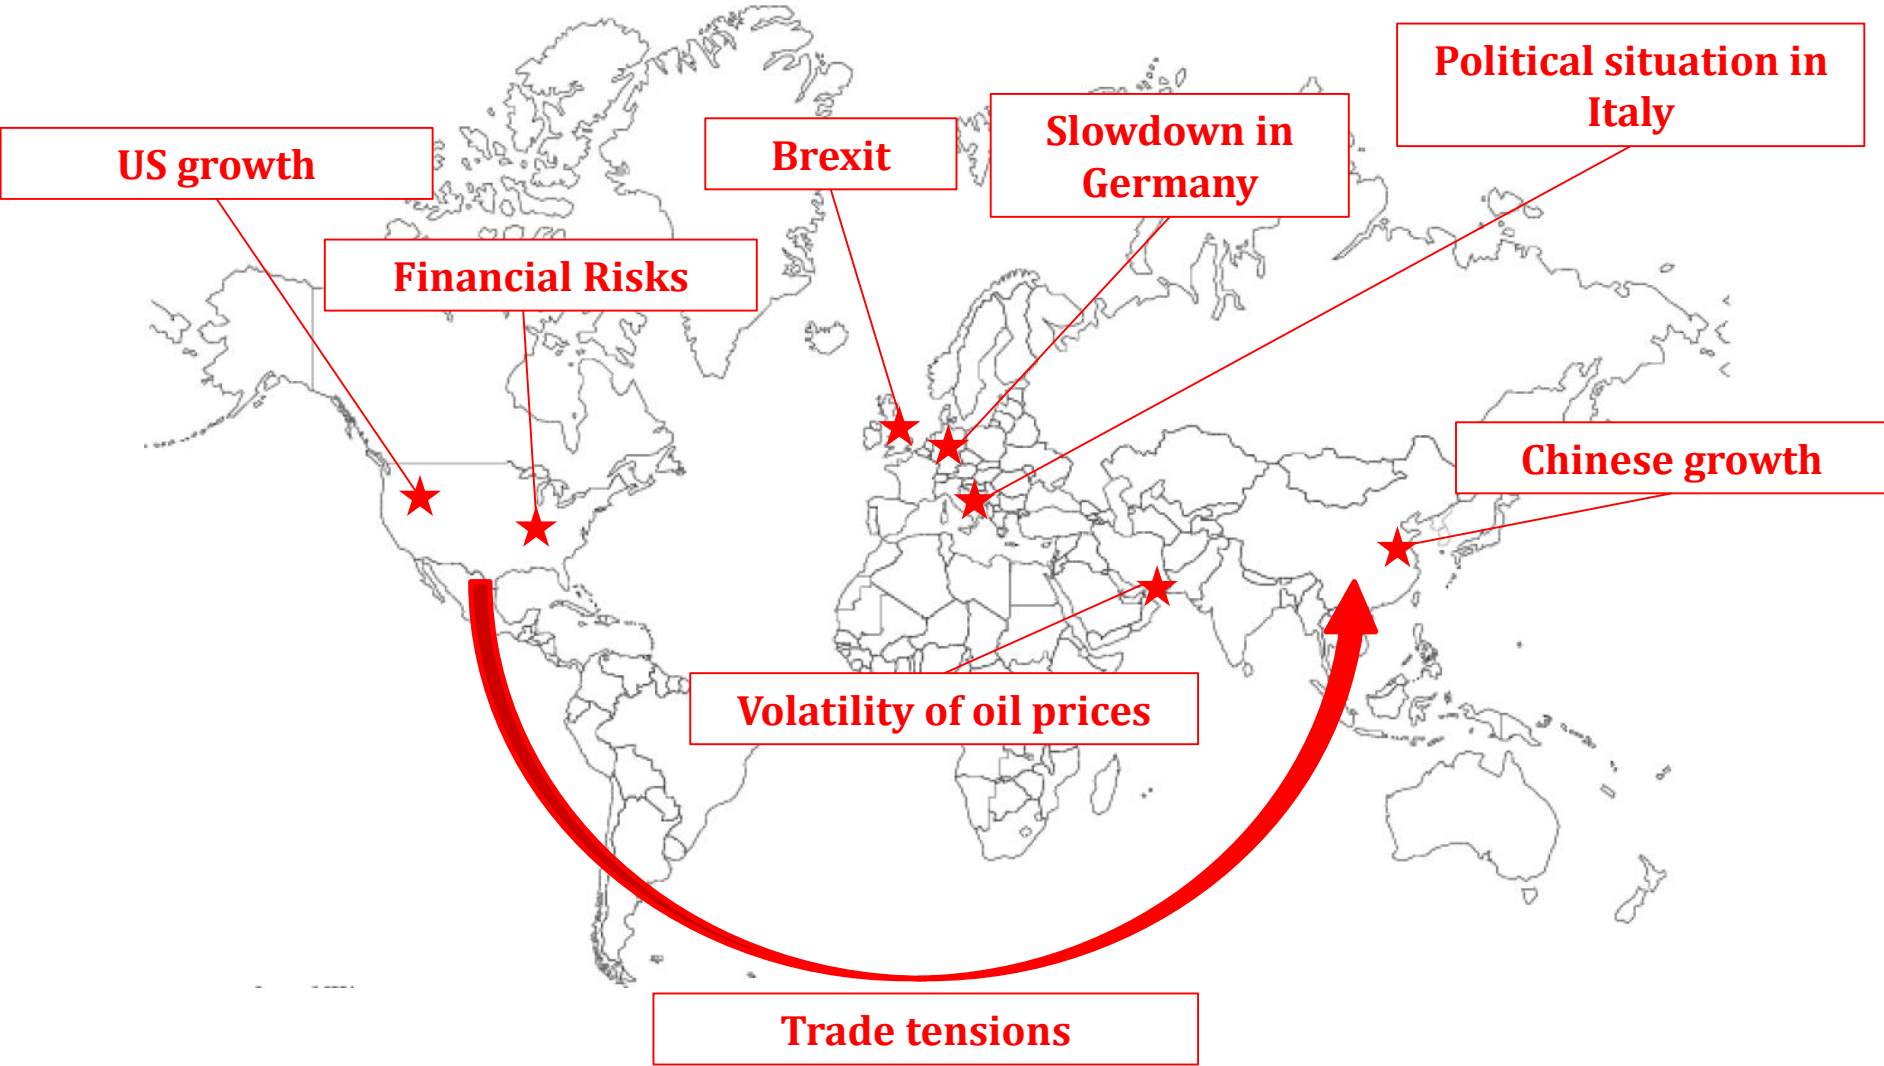 Political situation in
Italy
Slowdown in
Germany
Brexit
US growth
Financial Risks
Chinese growth
Volatility of oil prices
Trade tensions